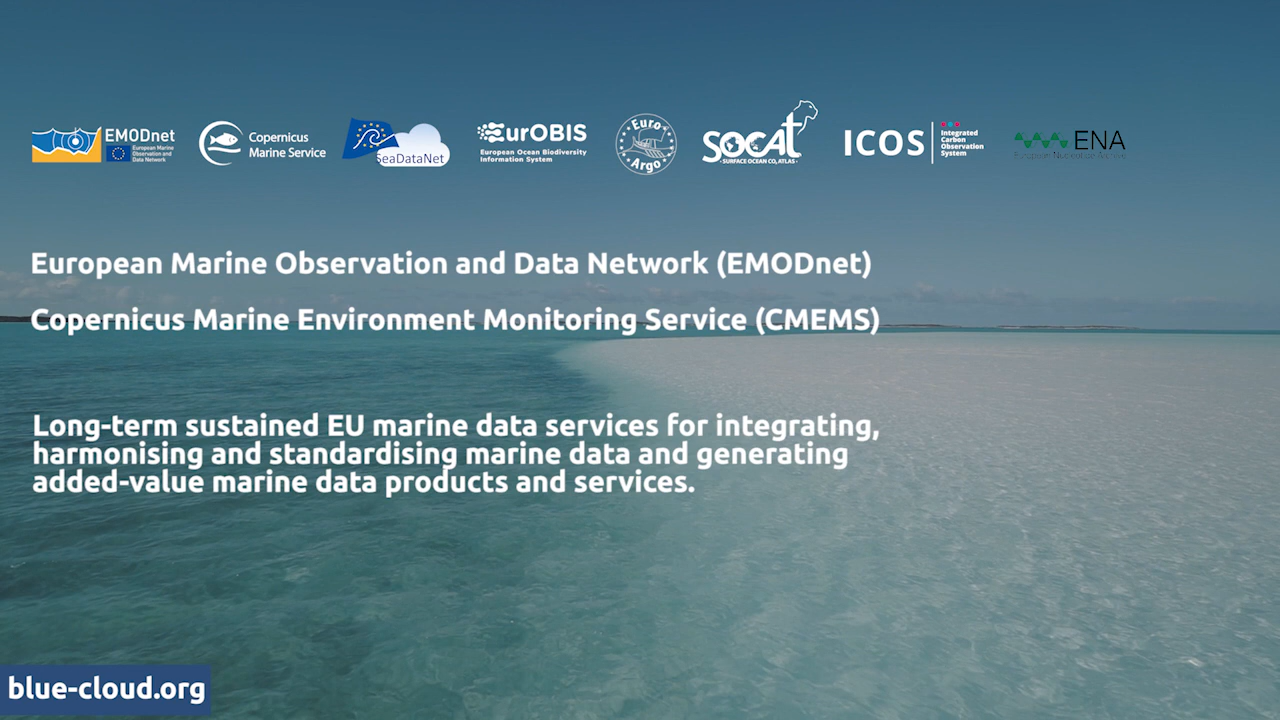 EMODnet
European Marine
Observation and
Data Network
Copernicus
Marine Service
SeaDataNet
EurOBIS
European Ocean Biodiversity
Information System
Euro
Argo
SOCAT
SURFACE OCEAN CO₂ ATLAS
ICOS
Integrated
Carbon
Observation
System
ENA
European Nucleotide Archive
European Marine Observation and Data Network (EMODnet)
Copernicus Marine Environment Monitoring Service (CMEMS)
Long-term sustained EU marine data services for integrating,
harmonising and standardising marine data and generating
added-value marine data products and services.
blue-cloud.org